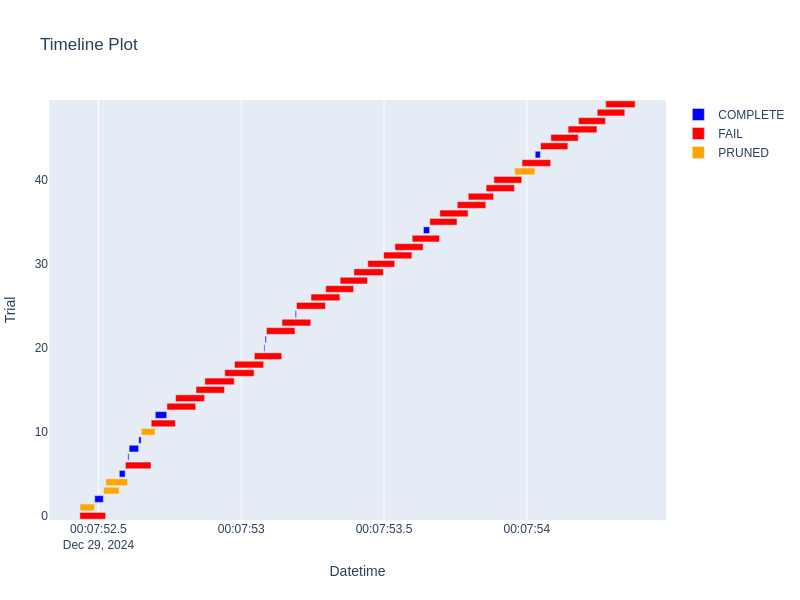 Timeline Plot
COMPLETE
FAIL
PRUNED
40
30
20
10
0
Trial
00:07:52.5
Dec 29, 2024
00:07:53
00:07:53.5
00:07:54
Datetime